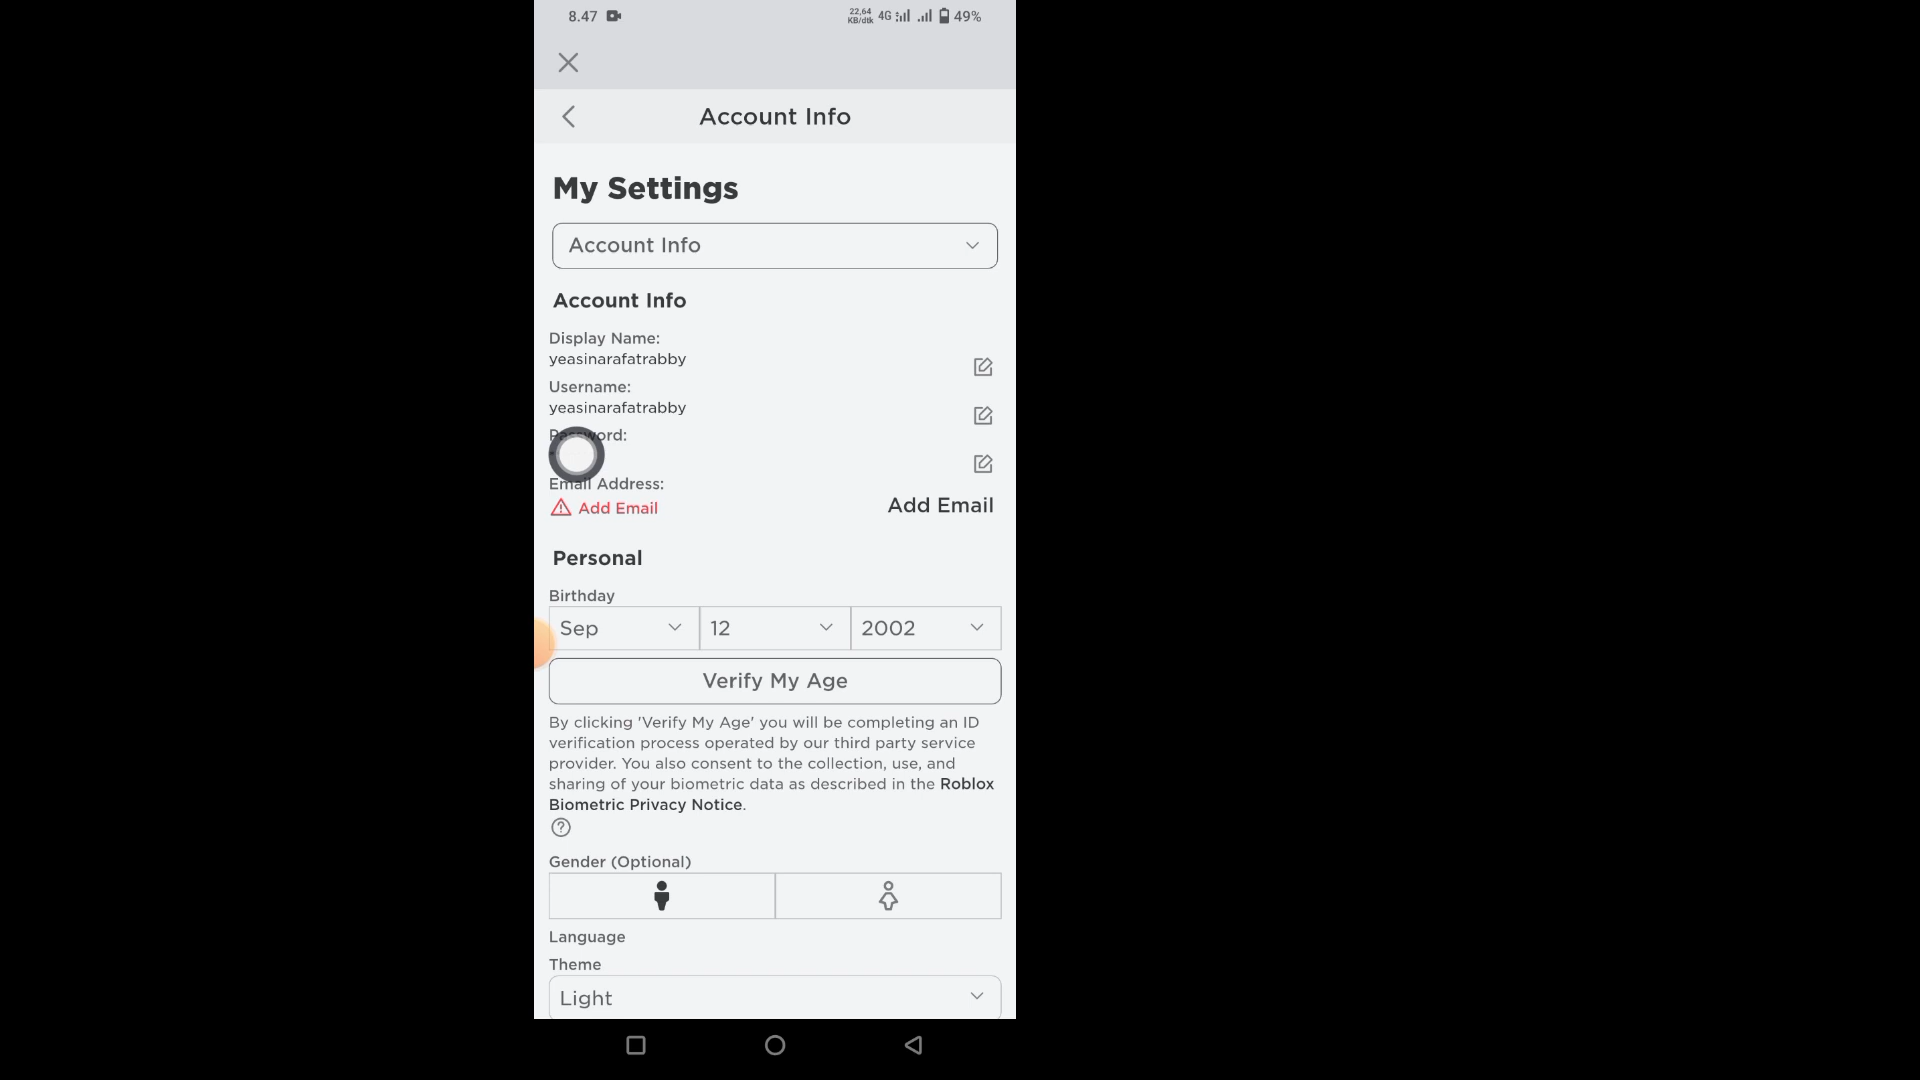 8.47
22,64
KB/dtk
4G
49%
Account Info
My Settings
Account Info
Account Info
Display Name:
yeasinarafatrabby
Username:
yeasinarafatrabby
Password:
Email Address:
Add Email
Add Email
Personal
Birthday
Sep
12
2002
Verify My Age
By clicking 'Verify My Age' you will be completing an ID
verification process operated by our third party service
provider. You also consent to the collection, use, and
sharing of your biometric data as described in the Roblox
Biometric Privacy Notice.
Gender (Optional)
Language
Theme
Light